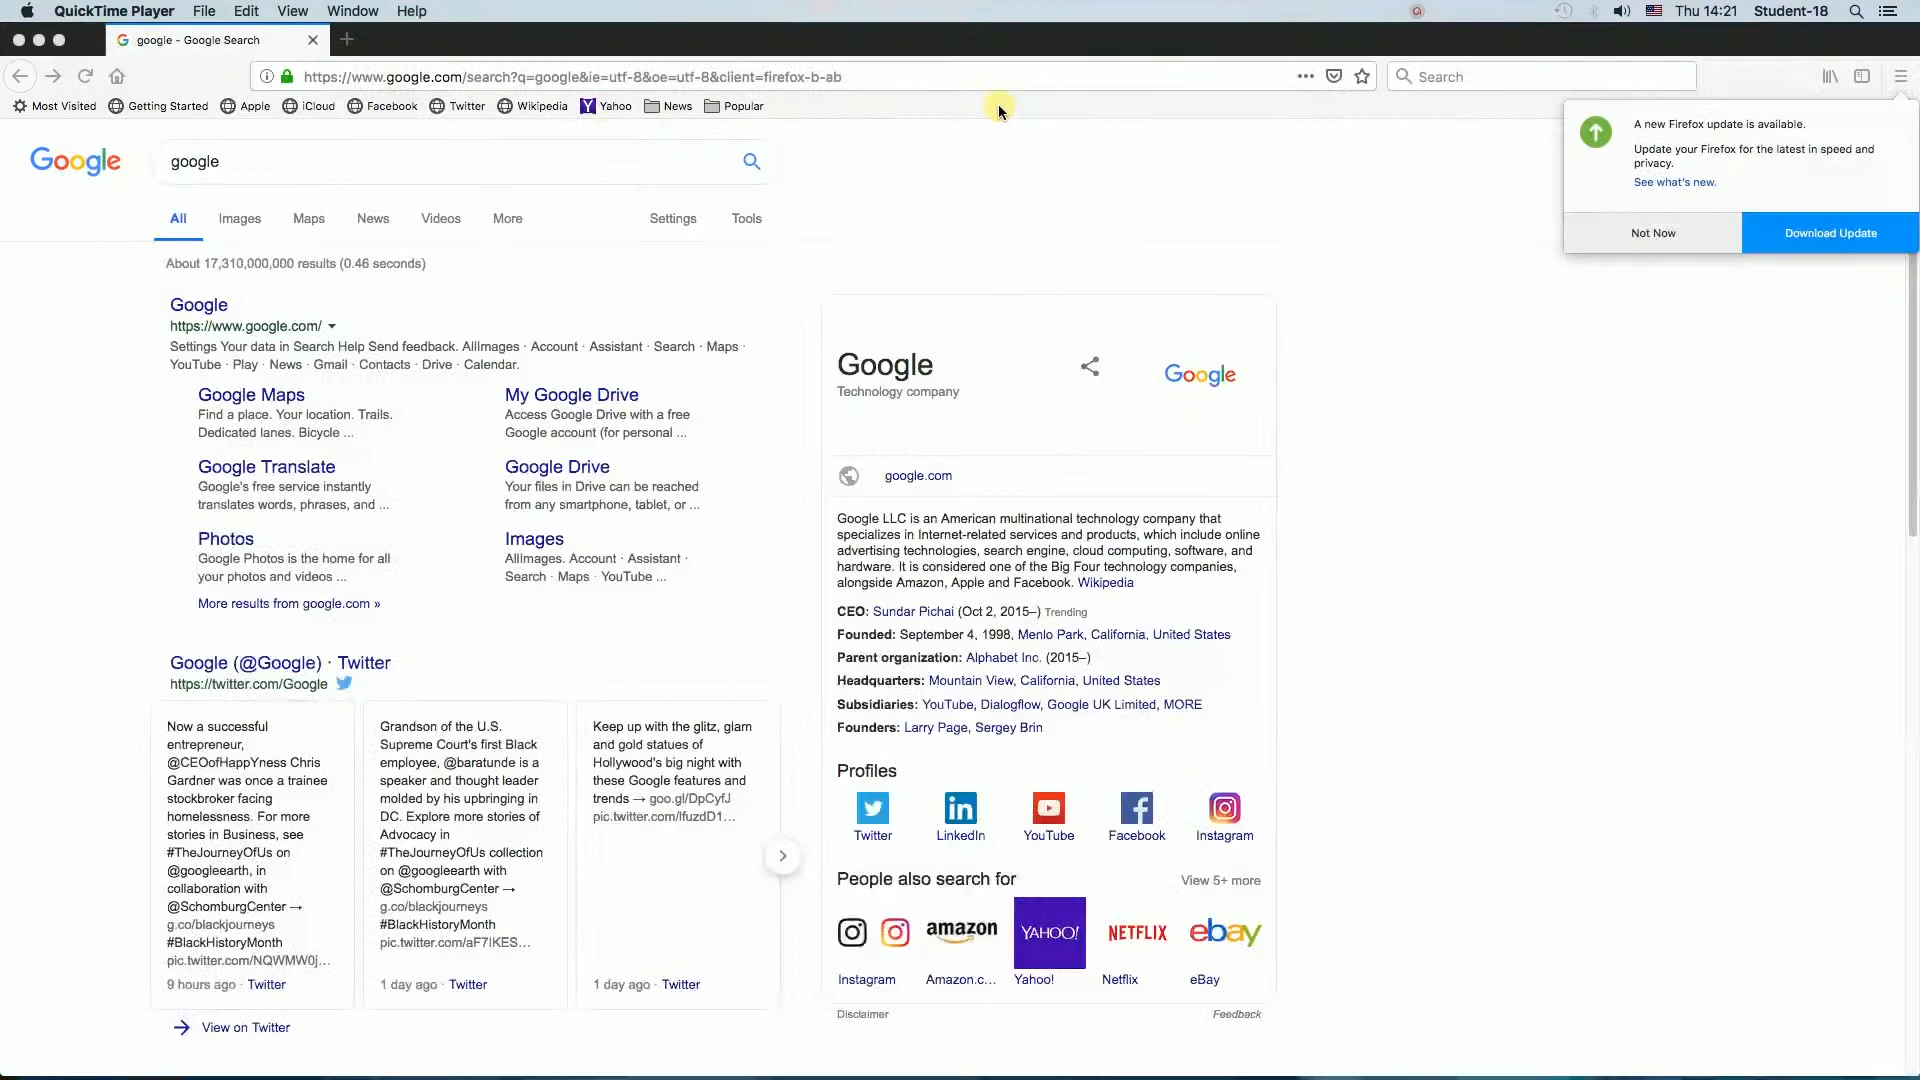 QuickTime Player File Edit View Window Help Thu 14:21 Student-18
google - Google Search
https://www.google.com/search?q=google&ie=utf-8&oe=utf-8&client=firefox-b-ab Search
Most Visited Getting Started Apple iCloud Facebook Twitter Wikipedia Yahoo News Popular
A new Firefox update is available.
Update your Firefox for the latest in speed and
privacy.
See what's new.
Not Now Download Update
Google google
All Images Maps News Videos More Settings Tools
About 17,310,000,000 results (0.46 seconds)
Google
https://www.google.com/
Settings Your data in Search Help Send feedback. AllImages · Account · Assistant · Search · Maps ·
YouTube · Play · News · Gmail · Contacts · Drive · Calendar.
Google Maps
Find a place. Your location. Trails.
Dedicated lanes. Bicycle ...
My Google Drive
Access Google Drive with a free
Google account (for personal ...
Google Translate
Google's free service instantly
translates words, phrases, and ...
Google Drive
Your files in Drive can be reached
from any smartphone, tablet, or ...
Photos
Google Photos is the home for all
your photos and videos ...
Images
AllImages. Account · Assistant ·
Search · Maps · YouTube ...
More results from google.com »
Google (@Google) · Twitter
https://twitter.com/Google
Now a successful
entrepreneur,
@CEOofHappYness Chris
Gardner was once a trainee
stockbroker facing
homelessness. For more
stories in Business, see
#TheJourneyOfUs on
@googleearth, in
collaboration with
@SchomburgCenter →
g.co/blackjourneys
#BlackHistoryMonth
pic.twitter.com/NQWMW0j...
9 hours ago · Twitter
Grandson of the U.S.
Supreme Court's first Black
employee, @baratunde is a
speaker and thought leader
molded by his upbringing in
DC. Explore more stories of
Advocacy in
#TheJourneyOfUs collection
on @googleearth with
@SchomburgCenter →
g.co/blackjourneys
#BlackHistoryMonth
pic.twitter.com/aF7IKES...
1 day ago · Twitter
Keep up with the glitz, glam
and gold statues of
Hollywood's big night with
these Google features and
trends → goo.gl/DpCyfJ
pic.twitter.com/lfuzdD1...
1 day ago · Twitter
View on Twitter
Google
Technology company
Google
google.com
Google LLC is an American multinational technology company that
specializes in Internet-related services and products, which include online
advertising technologies, search engine, cloud computing, software, and
hardware. It is considered one of the Big Four technology companies,
alongside Amazon, Apple and Facebook. Wikipedia
CEO: Sundar Pichai (Oct 2, 2015–) Trending
Founded: September 4, 1998, Menlo Park, California, United States
Parent organization: Alphabet Inc. (2015–)
Headquarters: Mountain View, California, United States
Subsidiaries: YouTube, Dialogflow, Google UK Limited, MORE
Founders: Larry Page, Sergey Brin
Profiles
Twitter LinkedIn YouTube Facebook Instagram
People also search for View 5+ more
amazon YAHOO! NETFLIX ebay
Instagram Amazon.c... Yahoo! Netflix eBay
Disclaimer Feedback